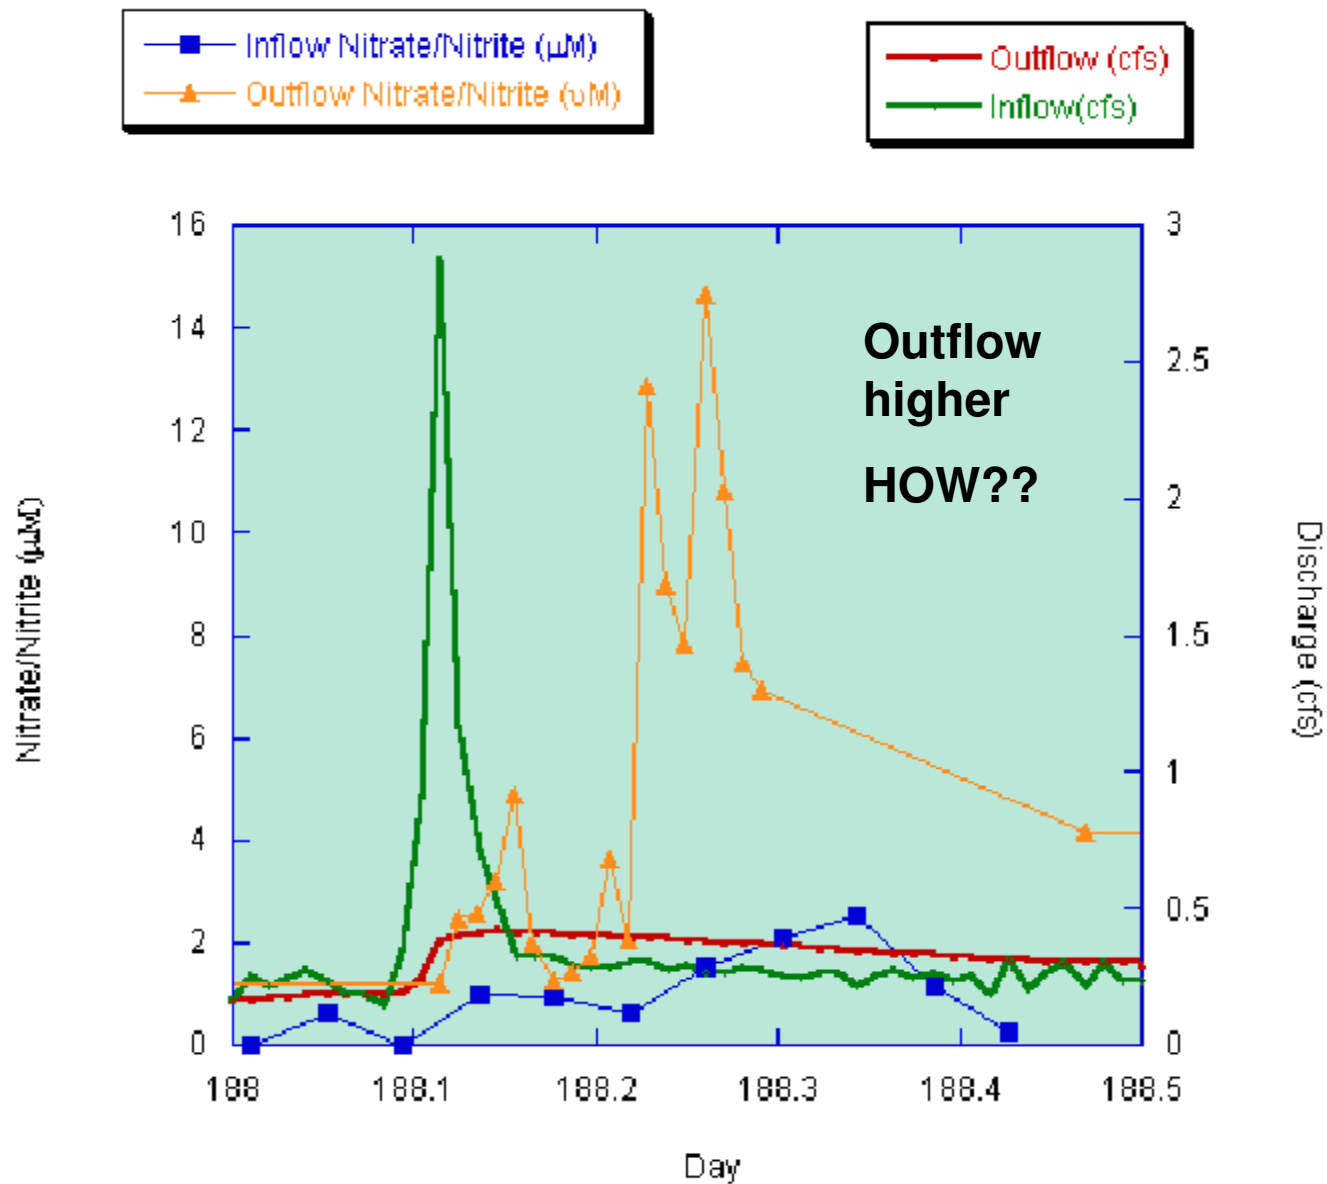 Inflow Nitrate/Nitrite (µM)
Outflow Nitrate/Nitrite (υM)
Outflow (cfs)
Inflow(cfs)
16
14
12
10
8
6
4
2
0
Nitrate/Nitrite (µM)
3
2.5
2
1.5
1
0.5
0
Discharge (cfs)
Outflow
higher
HOW??
188 188.1 188.2 188.3 188.4 188.5
Day